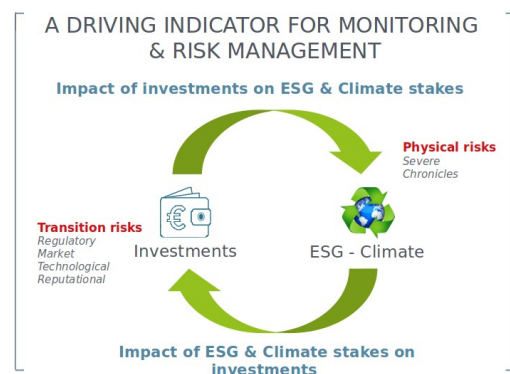 A DRIVING INDICATOR FOR MONITORING
& RISK MANAGEMENT
Impact of investments on ESG & Climate stakes
Physical risks
Severe
Chronicles
Transition risks
Regulatory
Market
Technological
Reputational
€
Investments
ESG - Climate
Impact of ESG & Climate stakes on
investments